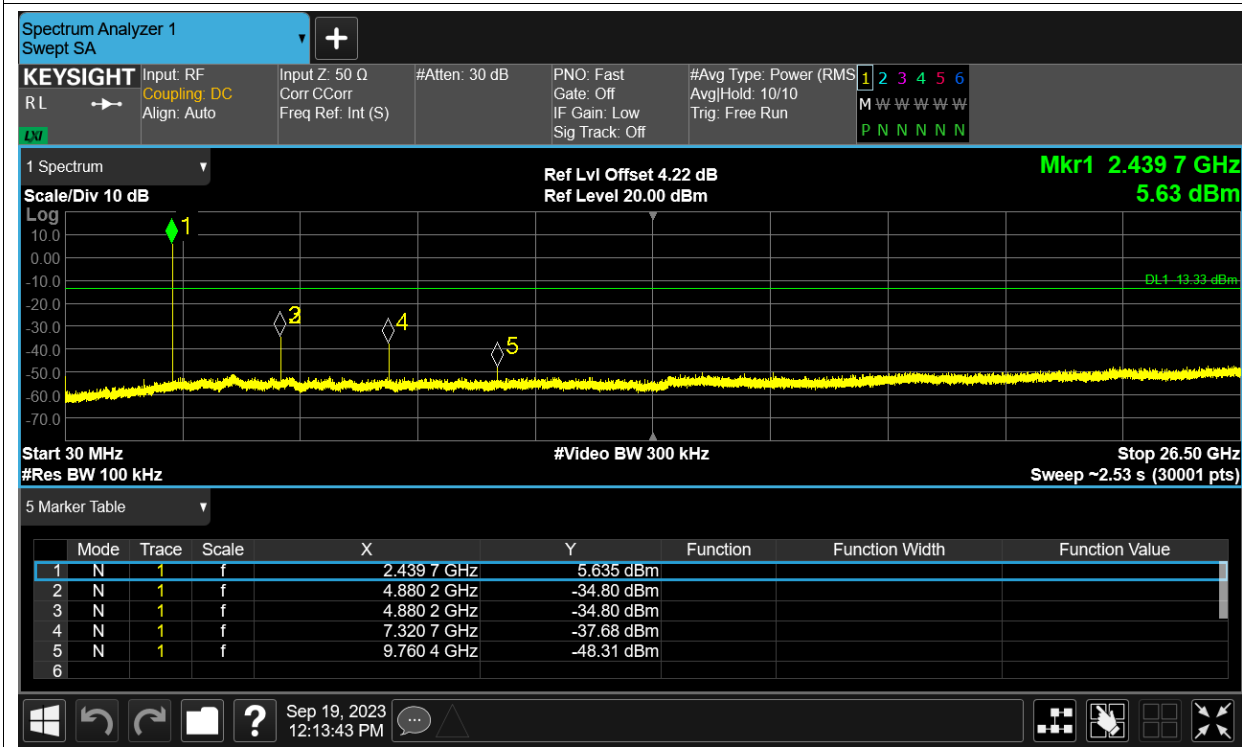 Spectrum Analyzer 1
Swept SA
KEYSIGHT Input: RF Input Z: 50 Ω #Atten: 30 dB PNO: Fast #Avg Type: Power (RMS 1 2 3 4 5 6
RL Coupling: DC Corr CCorr Gate: Off Avg|Hold: 10/10 M W W W W W
Align: Auto Freq Ref: Int (S) IF Gain: Low Trig: Free Run
LXI Sig Track: Off P N N N N N
1 Spectrum Ref Lvl Offset 4.22 dB Mkr1 2.439 7 GHz
Scale/Div 10 dB Ref Level 20.00 dBm 5.63 dBm
Log
10.0
0.00
-10.0
-20.0
-30.0
-40.0
-50.0
-60.0
-70.0
1
DL1 -13.33 dBm
3 4
5
Start 30 MHz #Video BW 300 kHz Stop 26.50 GHz
#Res BW 100 kHz Sweep ~2.53 s (30001 pts)
5 Marker Table
Mode Trace Scale X Y Function Function Width Function Value
1 N 1 f 2.439 7 GHz 5.635 dBm
2 N 1 f 4.880 2 GHz -34.80 dBm
3 N 1 f 4.880 2 GHz -34.80 dBm
4 N 1 f 7.320 7 GHz -37.68 dBm
5 N 1 f 9.760 4 GHz -48.31 dBm
6
? Sep 19, 2023
12:13:43 PM